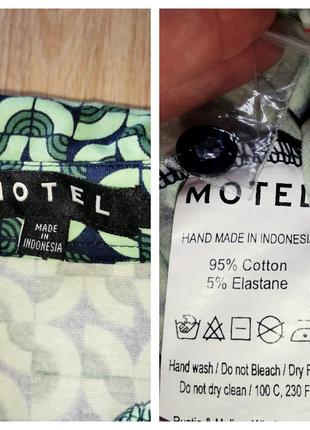 MOTEL
MADE IN
INDONESIA
MOTEL
HAND MADE IN INDONESIA
95% Cotton
5% Elastane
Hand wash / Do not Bleach / Dry F
Do not dry clean / 100 C, 230 F